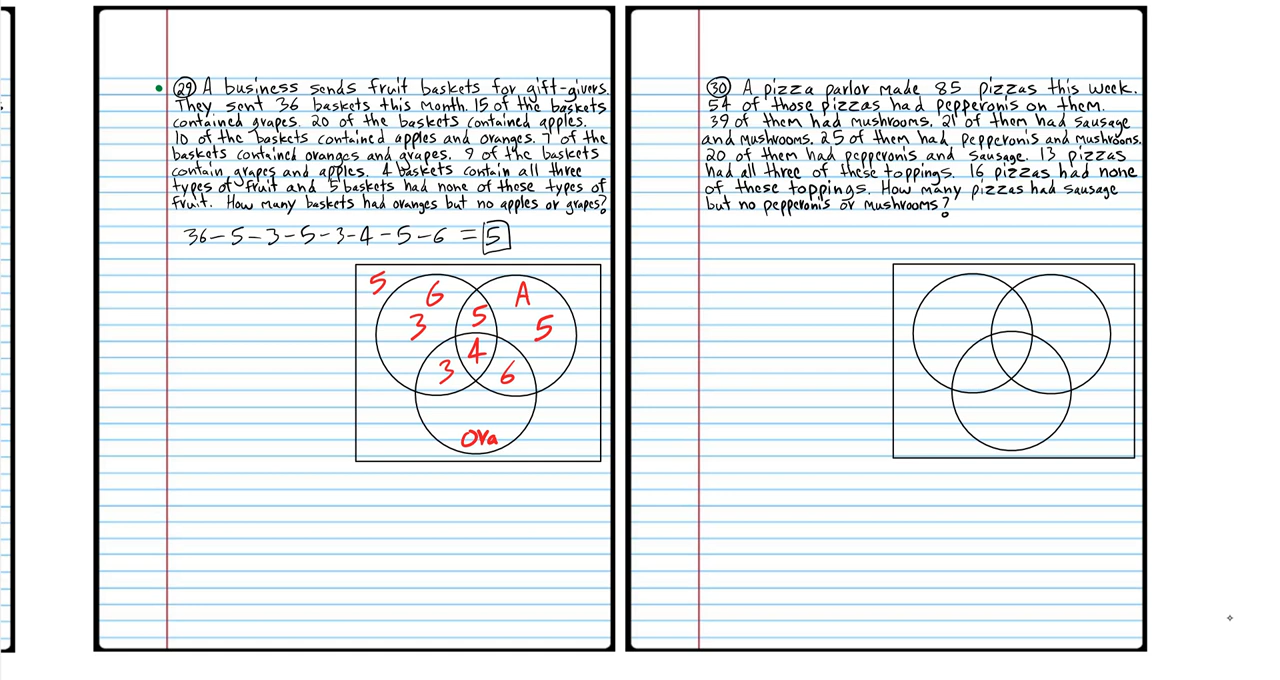 29 A business sends fruit baskets for gift-givers.
They sent 36 baskets this month. 15 of the baskets
contained grapes. 20 of the baskets contained apples.
10 of the baskets contained apples and oranges. 7 of the
baskets contained oranges and grapes. 9 of the baskets
contain grapes and apples. 4 baskets contain all three
types of fruit and 5 baskets had none of these types of
fruit. How many baskets had oranges but no apples or grapes?
36-5-3-5-3-4-5-6 = 5
5
G
A
3
5
5
4
3
6
Ora
30 A pizza parlor made 85 pizzas this week.
54 of those pizzas had pepperonis on them.
39 of them had mushrooms. 21 of them had sausage
and mushrooms. 25 of them had pepperonis and mushrooms.
20 of them had pepperonis and sausage. 13 pizzas
had all three of these toppings. 16 pizzas had none
of these toppings. How many pizzas had sausage
but no pepperonis or mushrooms?